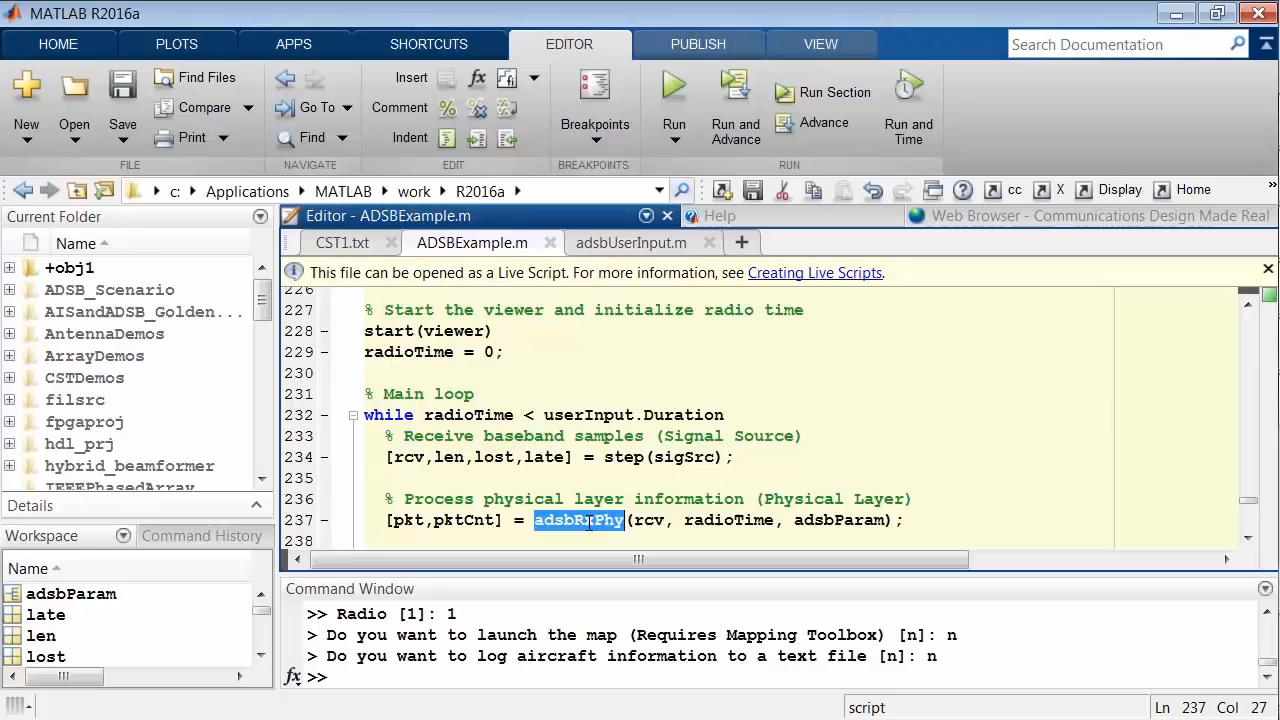 MATLAB R2016a
HOME PLOTS APPS SHORTCUTS EDITOR PUBLISH VIEW Search Documentation
New Open Save Find Files Compare Print
Go To Find
Insert fx Comment Indent
Breakpoints
Run Run and Advance Run Section Advance Run and Time
FILE NAVIGATE EDIT BREAKPOINTS RUN
c: Applications MATLAB work R2016a cc X Display Home
Current Folder Editor - ADSBExample.m Help Web Browser - Communications Design Made Real
Name CST1.txt ADSBExample.m adsbUserInput.m
This file can be opened as a Live Script. For more information, see Creating Live Scripts.
+obj1
ADSB_Scenario
AISandADSB_Golden...
AntennaDemos
ArrayDemos
CSTDemos
filsrc
fpgaproj
hdl_prj
hybrid_beamformer
IEEEPhasedArray
Details
226
227 % Start the viewer and initialize radio time
228 - start(viewer)
229 - radioTime = 0;
230
231 % Main loop
232 - while radioTime < userInput.Duration
233 % Receive baseband samples (Signal Source)
234 - [rcv,len,lost,late] = step(sigSrc);
235
236 % Process physical layer information (Physical Layer)
237 - [pkt,pktCnt] = adsbRxPhy(rcv, radioTime, adsbParam);
238
Workspace Command History
Name
adsbParam
late
len
lost
Command Window
>> Radio [1]: 1
> Do you want to launch the map (Requires Mapping Toolbox) [n]: n
> Do you want to log aircraft information to a text file [n]: n
fx >>
script Ln 237 Col 27